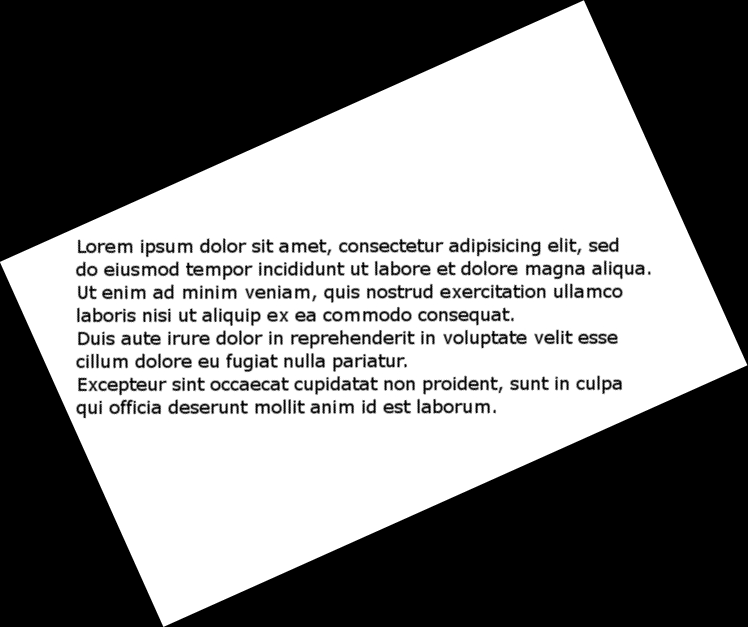 Lorem ipsum dolor sit amet, consectetur adipisicing elit, sed
do eiusmod tempor incididunt ut labore et dolore magna aliqua.
Ut enim ad minim veniam, quis nostrud exercitation ullamco
laboris nisi ut aliquip ex ea commodo consequat.
Duis aute irure dolor in reprehenderit in voluptate velit esse
cillum dolore eu fugiat nulla pariatur.
Excepteur sint occaecat cupidatat non proident, sunt in culpa
qui officia deserunt mollit anim id est laborum.